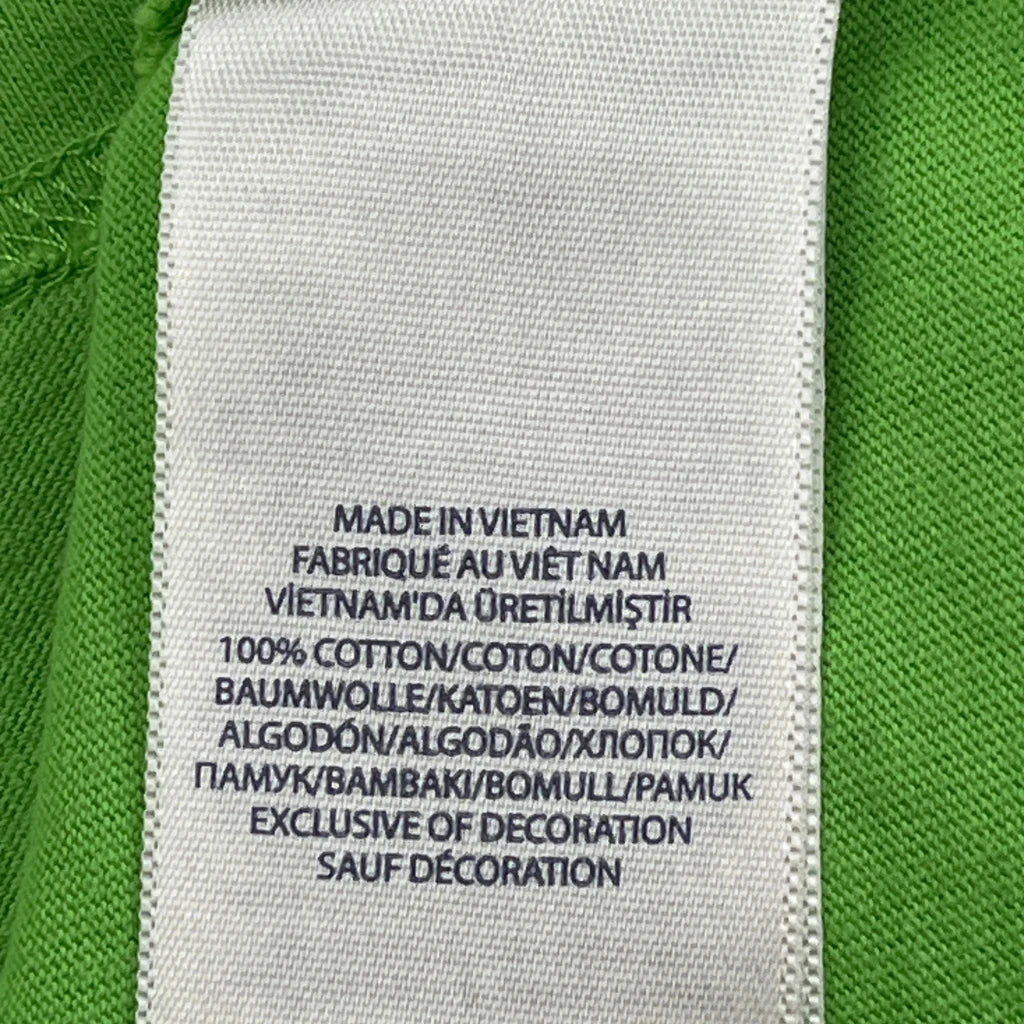 MADE IN VIETNAM
FABRIQUÉ AU VIÊT NAM
VİETNAM'DA ÜRETİLMİŞTİR
100% COTTON/COTON/COTONE/
BAUMWOLLE/KATOEN/BOMULD/
ALGODÓN/ALGODÃO/ХЛОПОК/
ПАМУК/BAMBAKI/BOMULL/PAMUK
EXCLUSIVE OF DECORATION
SAUF DÉCORATION